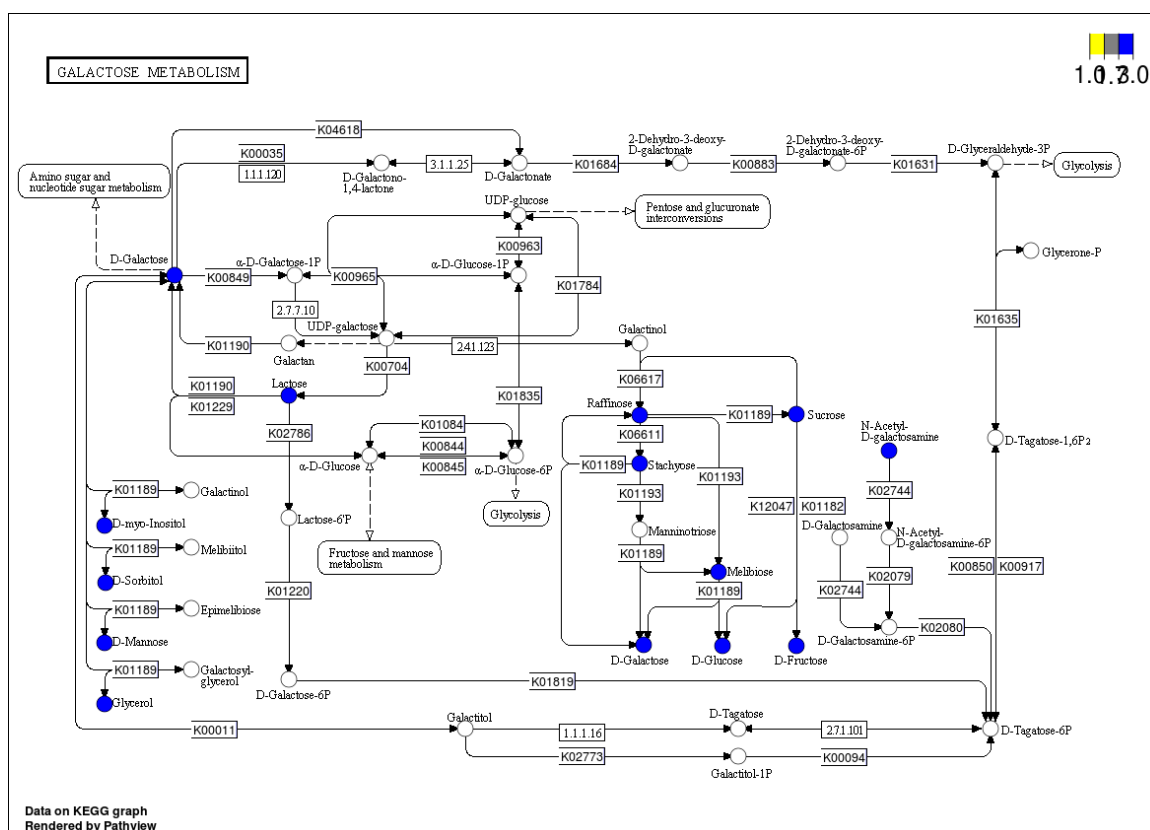 GALACTOSE METABOLISM
1.0
3.0
K04618
K00035
1.1.1.120
D-Galactono-
1,4-lactone
3.1.1.25
D-Galactonate
K01684
2-Dehydro-3-deoxy-
D-galactonate
K00883
2-Dehydro-3-deoxy-
D-galactonate-6P
K01631
D-Glyceraldehyde-3P
Glycolysis
Amino sugar and
nucleotide sugar metabolism
UDP-glucose
Pentose and glucuronate
interconversions
K00963
D-Galactose
K00849
α-D-Galactose-1P
K00965
α-D-Glucose-1P
K01784
Glycerone-P
2.7.7.10
UDP-galactose
K01635
K01190
Galactan
K00704
2.4.1.123
Galactinol
K06617
K01190
K01229
Lactose
K01835
Raffinose
K01189
Sucrose
K02786
K01084
K00844
K00845
α-D-Glucose
α-D-Glucose-6P
Glycolysis
K06611
K01189
Stachyose
K01193
K01193
N-Acetyl-
D-galactosamine
D-Tagatose-1,6P2
K02744
K01189
Galactinol
D-myo-Inositol
Lactose-6'P
Fructose and mannose
metabolism
Manninotriose
K01189
K12047
K01182
D-Galactosamine
N-Acetyl-
D-galactosamine-6P
K01189
Melibiitol
D-Sorbitol
K01220
Melibiose
K01189
K02744
K02079
K00850
K00917
K01189
Epimelibiose
D-Mannose
D-Galactosamine-6P
K02080
D-Galactose
D-Glucose
D-Fructose
K01189
Galactosyl-
glycerol
Glycerol
D-Galactose-6P
K01819
K00011
Galactitol
1.1.1.16
D-Tagatose
2.7.1.101
D-Tagatose-6P
K02773
Galactitol-1P
K00094
Data on KEGG graph
Rendered by Pathview